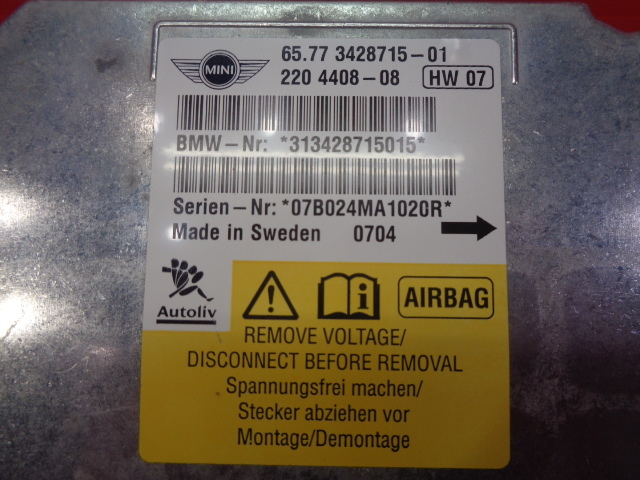 MINI
65.77 3428715-01
220 4408-08 HW 07
BMW-Nr: *313428715015*
Serien-Nr: *07B024MA1020R*
Made in Sweden 0704
Autoliv
AIRBAG
REMOVE VOLTAGE/
DISCONNECT BEFORE REMOVAL
Spannungsfrei machen/
Stecker abziehen vor
Montage/Demontage